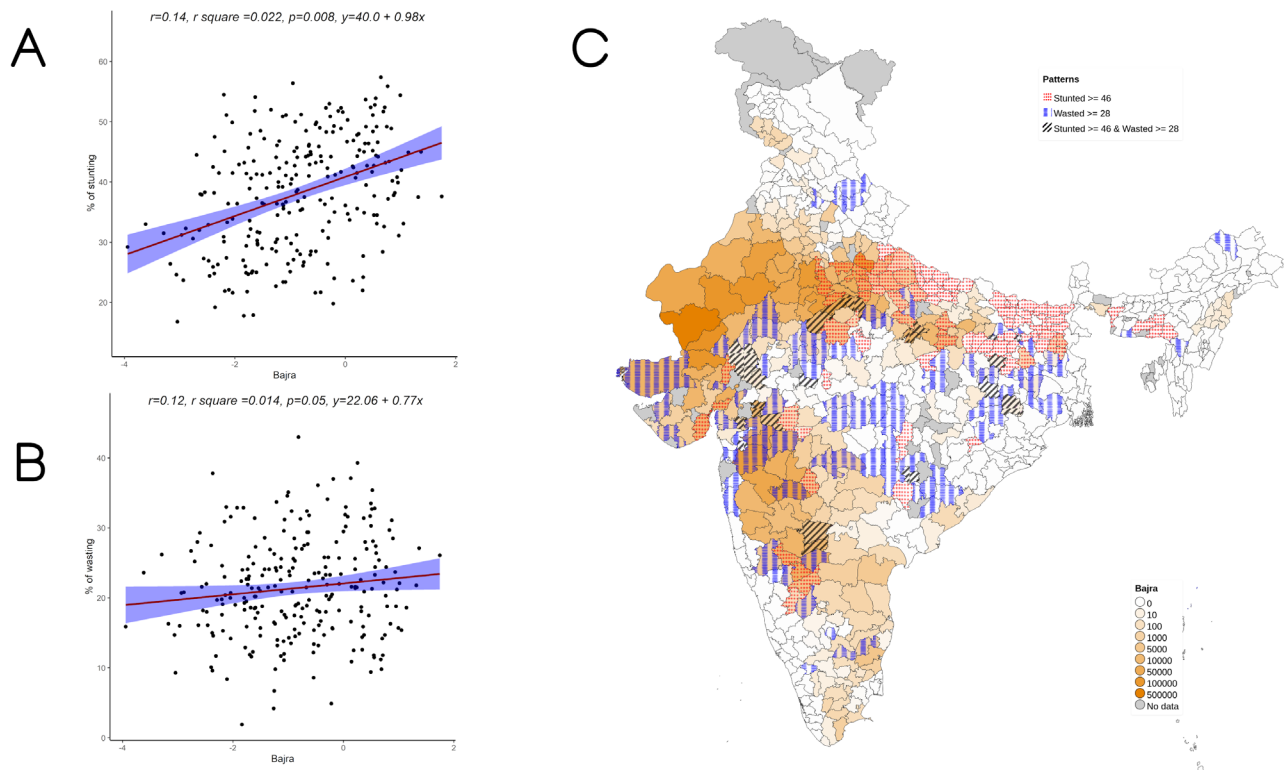 A
r=0.14, r square =0.022, p=0.008, y=40.0 + 0.98x
% of stunting
60
50
40
30
20
-4
-2
0
2
Bajra
B
r=0.12, r square =0.014, p=0.05, y=22.06 + 0.77x
% of wasting
40
30
20
10
0
-4
-2
0
2
Bajra
C
Patterns
Stunted >= 46
Wasted >= 28
Stunted >= 46 & Wasted >= 28
Bajra
0
10
100
1000
5000
10000
50000
100000
500000
No data